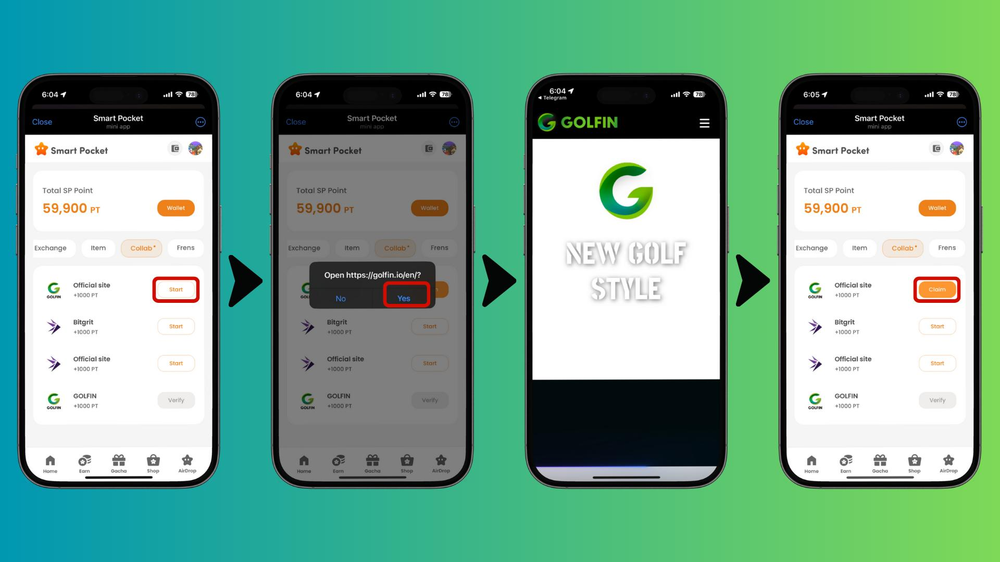 6:04
78
Close
Smart Pocket
mini app
Smart Pocket
Total SP Point
59,900 PT
Wallet
Exchange
Item
Collab
Frens
GOLFIN
Official site
+1000 PT
Start
Bitgrit
+1000 PT
Start
Official site
+1000 PT
Start
GOLFIN
GOLFIN
+1000 PT
Verify
Home
Earn
Gacha
Shop
AirDrop
6:04
78
Close
Smart Pocket
mini app
Smart Pocket
Total SP Point
59,900 PT
Wallet
Exchange
Item
Collab
Frens
Open https://golfin.io/en/?
No
Yes
Bitgrit
+1000 PT
Start
Official site
+1000 PT
Start
GOLFIN
GOLFIN
+1000 PT
Verify
Home
Earn
Gacha
Shop
AirDrop
6:04
78
Telegram
GOLFIN
NEW GOLF
STYLE
6:05
78
Close
Smart Pocket
mini app
Smart Pocket
Total SP Point
59,900 PT
Wallet
Exchange
Item
Collab
Frens
GOLFIN
Official site
+1000 PT
Claim
Bitgrit
+1000 PT
Start
Official site
+1000 PT
Start
GOLFIN
GOLFIN
+1000 PT
Verify
Home
Earn
Gacha
Shop
AirDrop